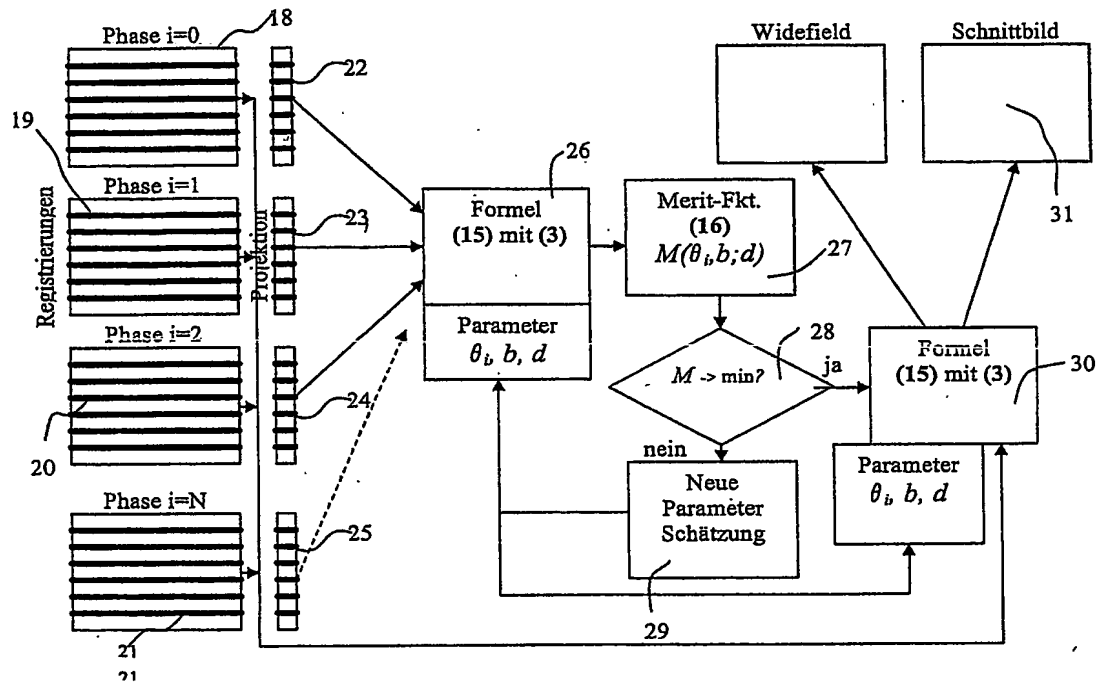 Phase i=0
18
22
19
Registrierungen
Phase i=1
23
Projektion
Phase i=2
20
24
Phase i=N
25
21
21
26
Formel
(15) mit (3)
Parameter
θi, b, d
Merit-Fkt.
(16)
M(θi,b;d)
27
28
M -> min?
ja
nein
Neue
Parameter
Schätzung
29
Widefield
Schnittbild
31
Formel
(15) mit (3)
30
Parameter
θi, b, d